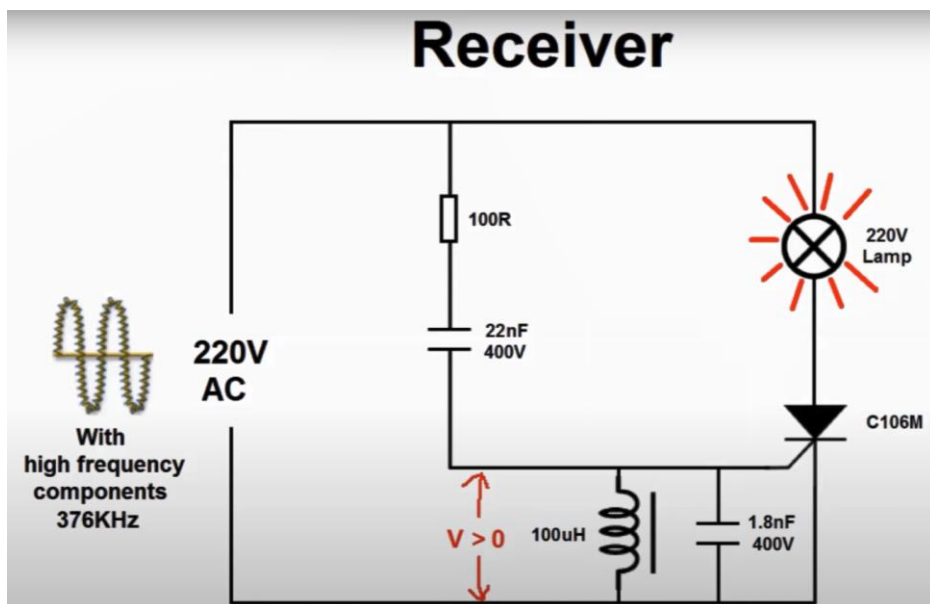 Receiver
100R
220V
Lamp
22nF
400V
220V
AC
C106M
With
high frequency
components
376KHz
V > 0
100uH
1.8nF
400V